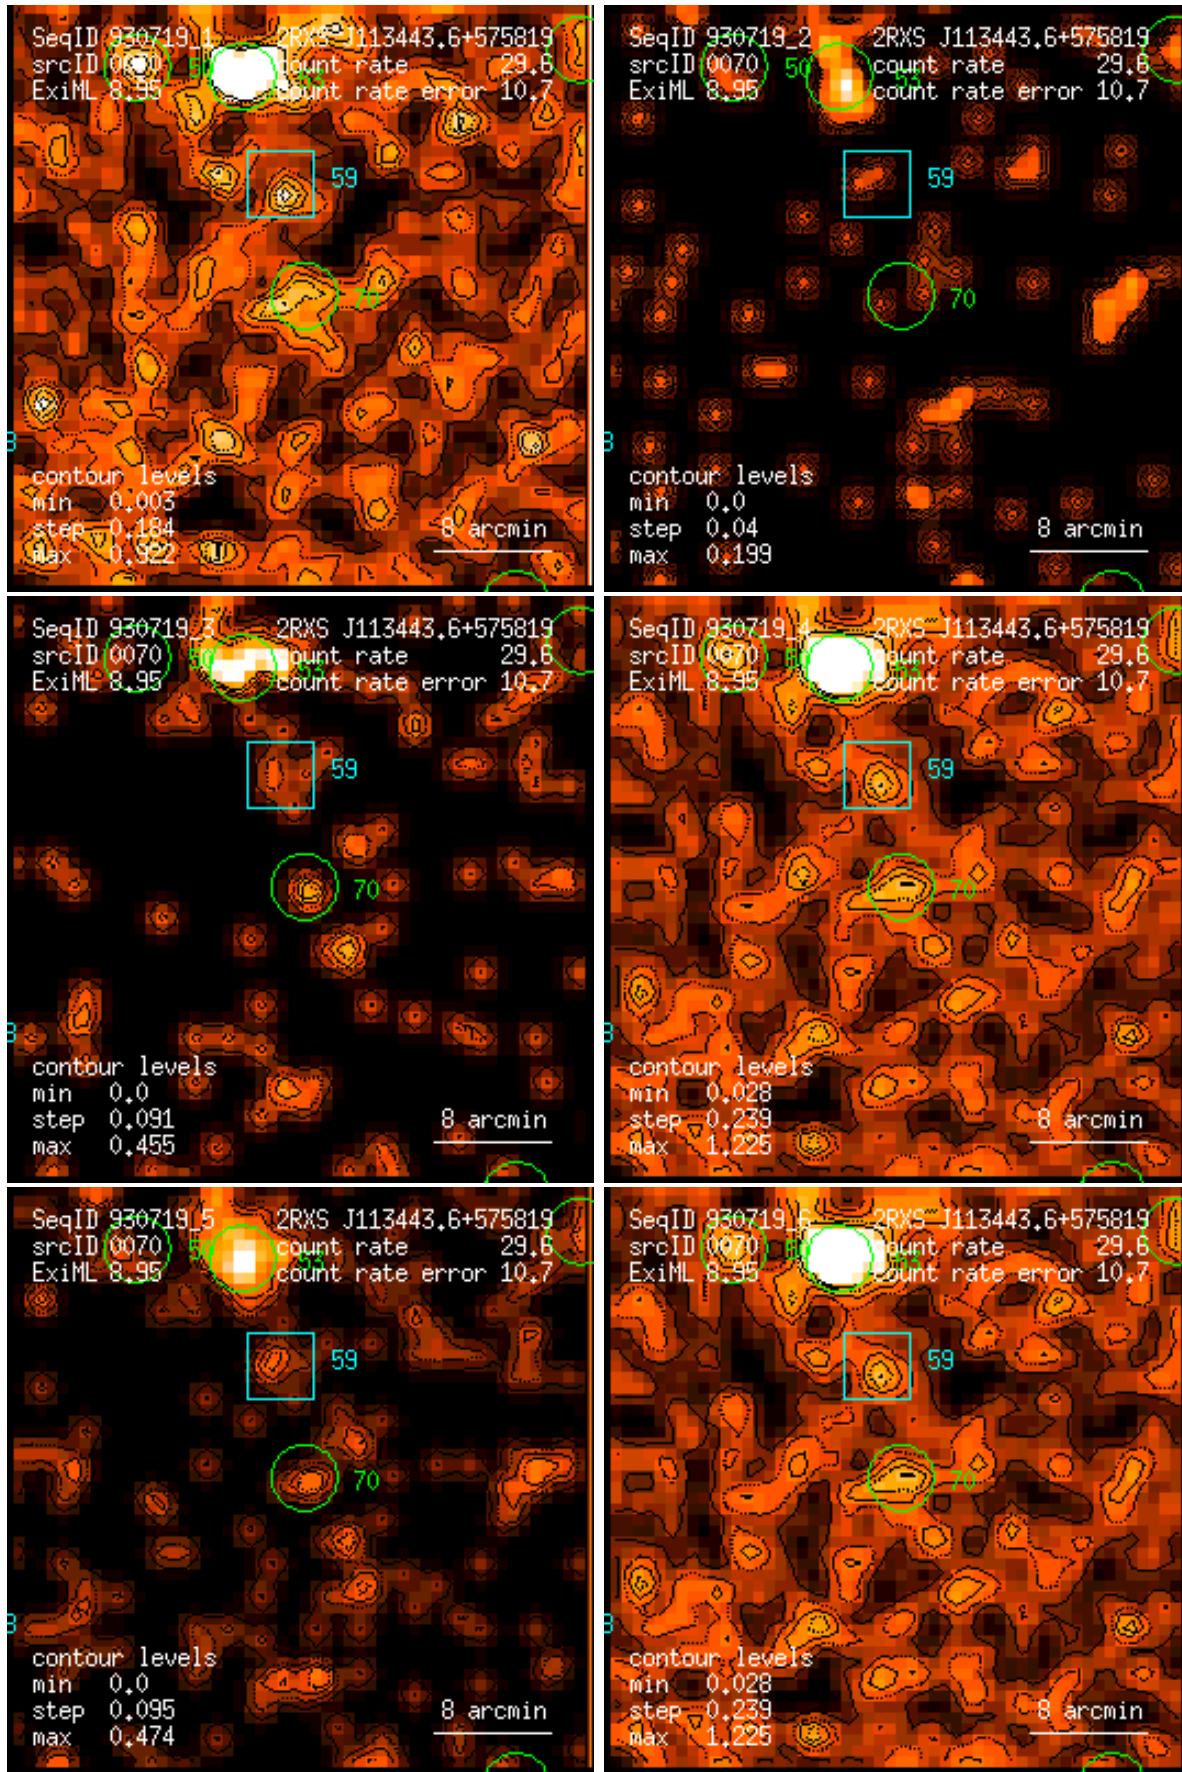 SeqID 930719_1 2RXS J113443.6+575819
srcID 0070 count rate 29.6
ExiML 8.95 count rate error 10.7
59
70
contour levels
min 0.003
step 0.184
max 0.922
8 arcmin
SeqID 930719_2 2RXS J113443.6+575819
srcID 0070 50 count rate 29.6
ExiML 8.95 53 count rate error 10.7
59
70
contour levels
min 0.0
step 0.04
max 0.199
8 arcmin
SeqID 930719_3 2RXS J113443.6+575819
srcID 0070 count rate 29.6
ExiML 8.95 count rate error 10.7
59
70
contour levels
min 0.0
step 0.091
max 0.455
8 arcmin
SeqID 930719_4 2RXS J113443.6+575819
srcID 0070 count rate 29.6
ExiML 8.95 count rate error 10.7
59
70
contour levels
min 0.028
step 0.239
max 1.225
8 arcmin
SeqID 930719_5 2RXS J113443.6+575819
srcID 0070 53 count rate 29.6
ExiML 8.95 count rate error 10.7
59
70
contour levels
min 0.0
step 0.095
max 0.474
8 arcmin
SeqID 930719_6 2RXS J113443.6+575819
srcID 0070 53 count rate 29.6
ExiML 8.95 count rate error 10.7
59
70
contour levels
min 0.028
step 0.239
max 1.225
8 arcmin